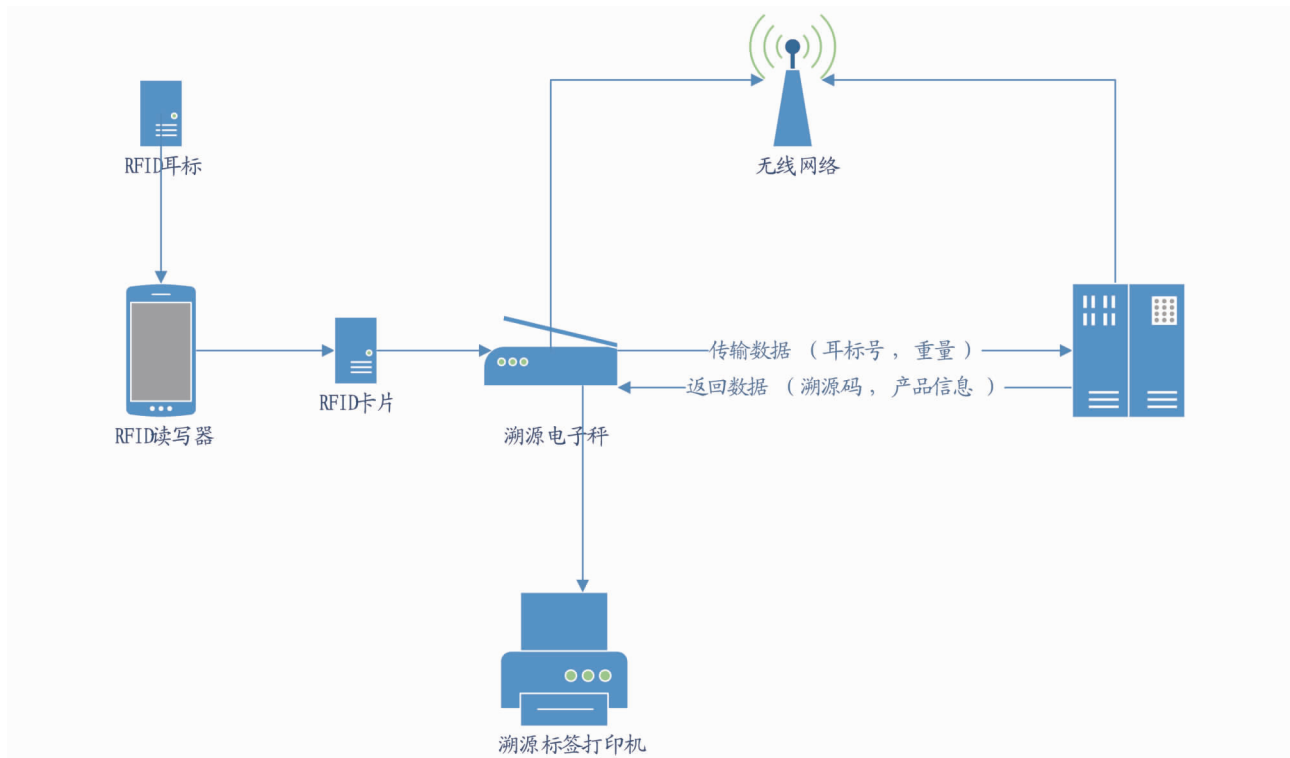 RFID耳标
无线网络
传输数据 （耳标号，重量）
返回数据 （溯源码，产品信息 ）
RFID卡片
RFID读写器
溯源电子秤
溯源标签打印机